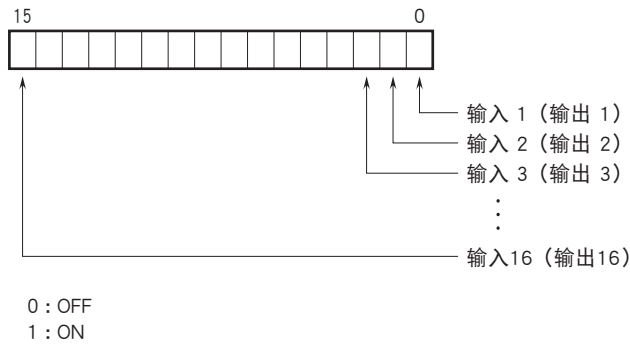 15 0
输入 1（输出 1）
输入 2（输出 2）
输入 3（输出 3）
输入16（输出16）
0：OFF
1：ON